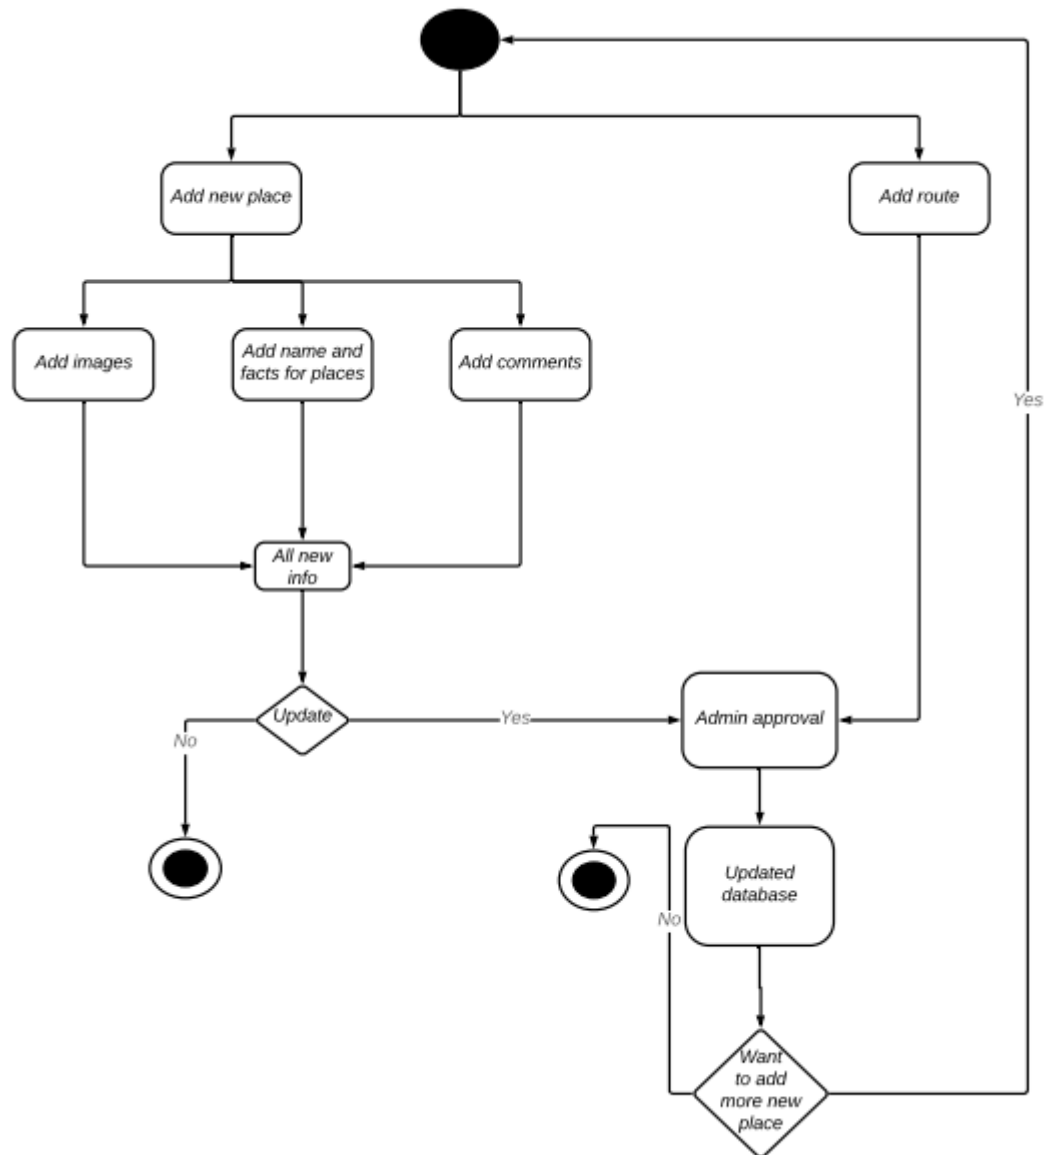 Add new place
Add route
Add images
Add name and
facts for places
Add comments
Yes
All new
info
Update
Yes
Admin approval
No
Updated
database
No
Want
to add
more new
place